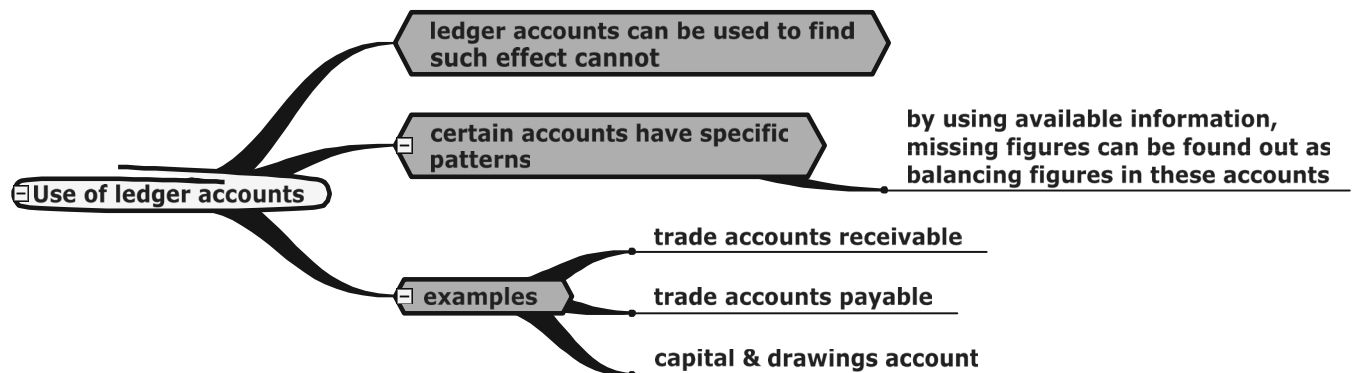 ledger accounts can be used to find
such effect cannot
certain accounts have specific
patterns
by using available information,
missing figures can be found out as
balancing figures in these accounts
Use of ledger accounts
trade accounts receivable
examples
trade accounts payable
capital & drawings account